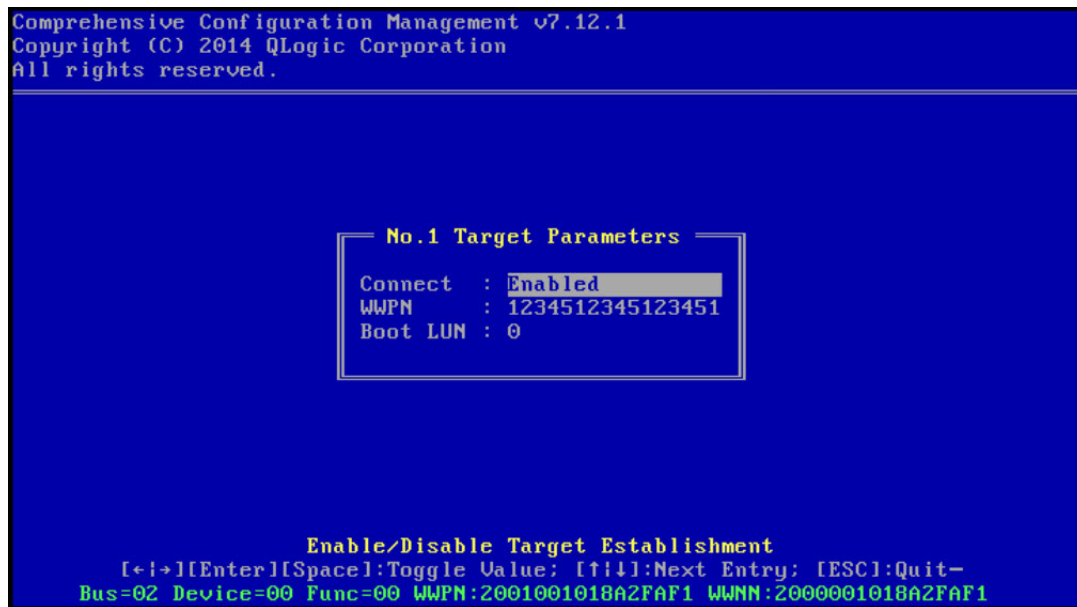 Comprehensive Configuration Management v7.12.1
Copyright (C) 2014 QLogic Corporation
All rights reserved.
No.1 Target Parameters
Connect : Enabled
WWPN : 1234512345123451
Boot LUN : 0
Enable/Disable Target Establishment
[←|→][Enter][Space]:Toggle Value; [↑|↓]:Next Entry; [ESC]:Quit
Bus=02 Device=00 Func=00 WWPN:2001001018A2FAF1 WWNN:2000001018A2FAF1